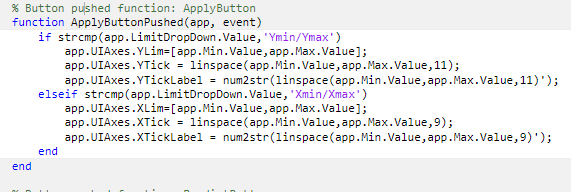 % Button pushed function: ApplyButton
function ApplyButtonPushed(app, event)
if strcmp(app.LimitDropDown.Value,'Ymin/Ymax')
app.UIAxes.YLim=[app.Min.Value,app.Max.Value];
app.UIAxes.YTick = linspace(app.Min.Value,app.Max.Value,11);
app.UIAxes.YTickLabel = num2str(linspace(app.Min.Value,app.Max.Value,11)');
elseif strcmp(app.LimitDropDown.Value,'Xmin/Xmax')
app.UIAxes.XLim=[app.Min.Value,app.Max.Value];
app.UIAxes.XTick = linspace(app.Min.Value,app.Max.Value,9);
app.UIAxes.XTickLabel = num2str(linspace(app.Min.Value,app.Max.Value,9)');
end
end